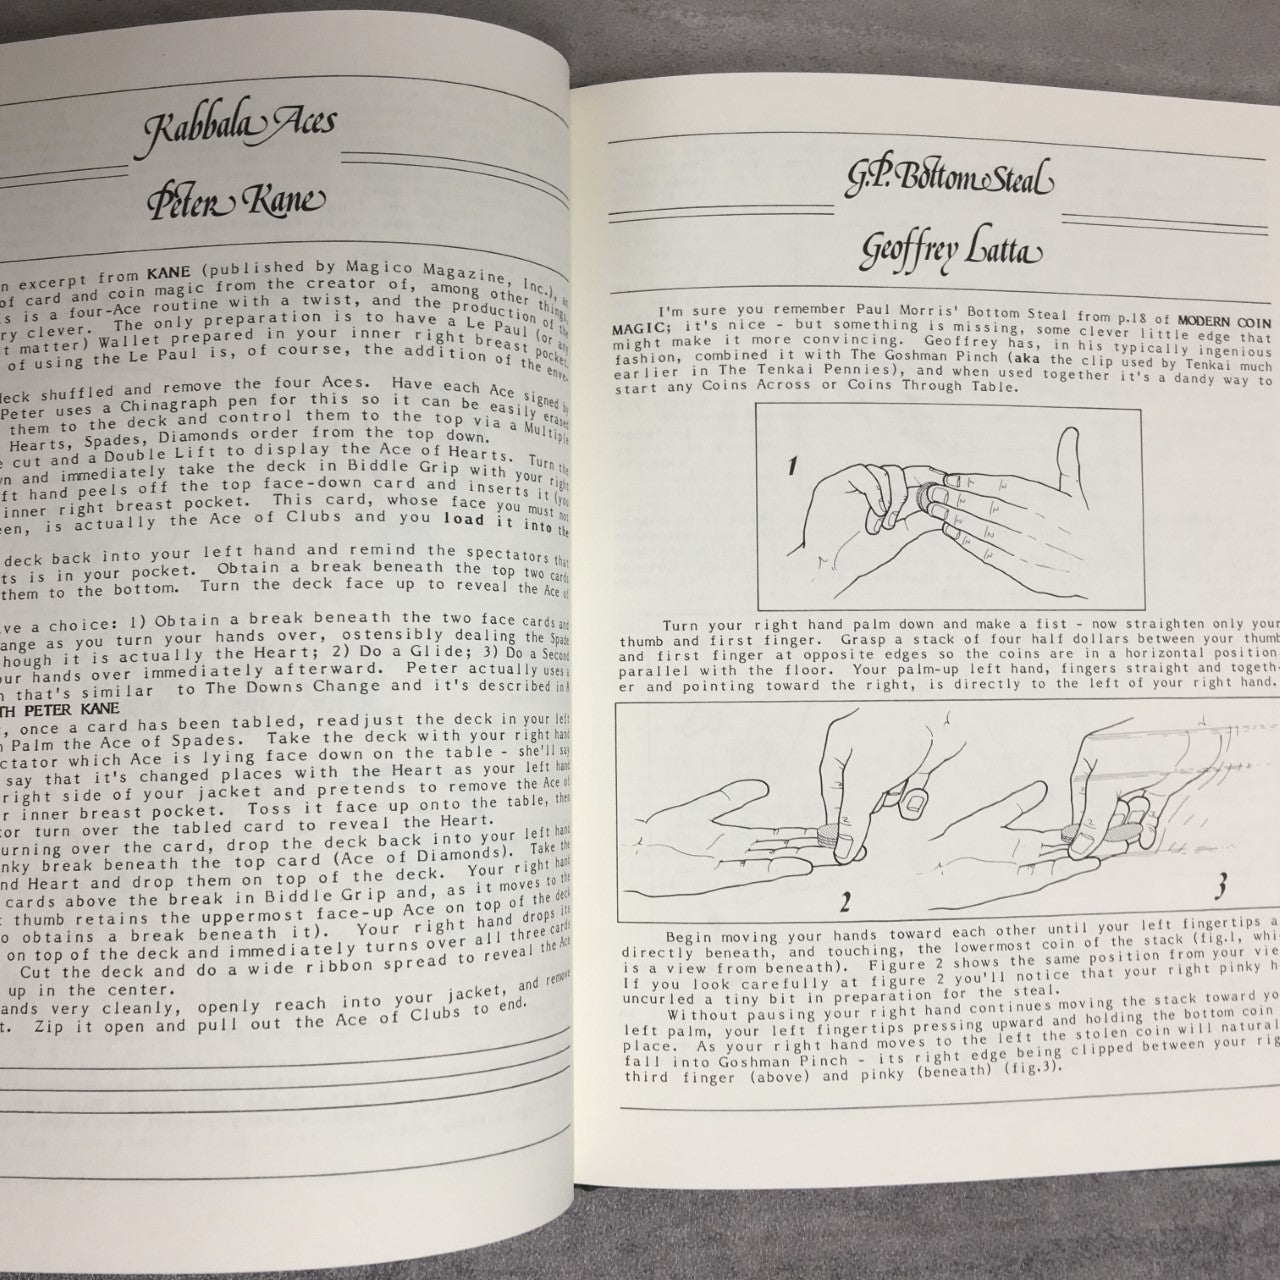 Kabbala Aces
Peter Kane
n excerpt from KANE (published by Magico Magazine, Inc.), an
of card and coin magic from the creator of, among other things,
s is a four-Ace routine with a twist, and the production of the
ry clever. The only preparation is to have a Le Paul (or any
t matter) Wallet prepared in your inner right breast pocket.
of using the Le Paul is, of course, the addition of the enve-
deck shuffled and remove the four Aces. Have each Ace signed by
Peter uses a Chinagraph pen for this so it can be easily erased
them to the deck and control them to the top via a Multiple
Hearts, Spades, Diamonds order from the top down.
e cut and a Double Lift to display the Ace of Hearts. Turn the
wn and immediately take the deck in Biddle Grip with your right
ft hand peels off the top face-down card and inserts it (you
inner right breast pocket. This card, whose face you must not
een, is actually the Ace of Clubs and you load it into the
deck back into your left hand and remind the spectators that
ts is in your pocket. Obtain a break beneath the top two cards
them to the bottom. Turn the deck face up to reveal the Ace of
ve a choice: 1) Obtain a break beneath the two face cards and
ange as you turn your hands over, ostensibly dealing the Spade
hough it is actually the Heart; 2) Do a Glide; 3) Do a Second
our hands over immediately afterward. Peter actually uses a
n that's similar to The Downs Change and it's described in A
TH PETER KANE
, once a card has been tabled, readjust the deck in your left
n Palm the Ace of Spades. Take the deck with your right hand
ctator which Ace is lying face down on the table - she'll say
say that it's changed places with the Heart as your left hand
right side of your jacket and pretends to remove the Ace of
r inner breast pocket. Toss it face up onto the table, then
tor turn over the tabled card to reveal the Heart.
urning over the card, drop the deck back into your left hand
nky break beneath the top card (Ace of Diamonds). Take the
nd Heart and drop them on top of the deck. Your right hand
cards above the break in Biddle Grip and, as it moves to the
t thumb retains the uppermost face-up Ace on top of the deck
o obtains a break beneath it). Your right hand drops its
on top of the deck and immediately turns over all three cards
Cut the deck and do a wide ribbon spread to reveal the Ace
up in the center.
ands very cleanly, openly reach into your jacket, and remove
t. Zip it open and pull out the Ace of Clubs to end.
G.P. Bottom Steal
Geoffrey Latta
I'm sure you remember Paul Morris' Bottom Steal from p.18 of MODERN COIN
MAGIC; it's nice - but something is missing, some clever little edge that
might make it more convincing. Geoffrey has, in his typically ingenious
fashion, combined it with The Goshman Pinch (aka the clip used by Tenkai much
earlier in The Tenkai Pennies), and when used together it's a dandy way to
start any Coins Across or Coins Through Table.
1
Turn your right hand palm down and make a fist - now straighten only your
thumb and first finger. Grasp a stack of four half dollars between your thumb
and first finger at opposite edges so the coins are in a horizontal position
parallel with the floor. Your palm-up left hand, fingers straight and togeth-
er and pointing toward the right, is directly to the left of your right hand.
2
3
Begin moving your hands toward each other until your left fingertips a
directly beneath, and touching, the lowermost coin of the stack (fig.1, whi
is a view from beneath). Figure 2 shows the same position from your vie
If you look carefully at figure 2 you'll notice that your right pinky h
uncurled a tiny bit in preparation for the steal.
Without pausing your right hand continues moving the stack toward yo
left palm, your left fingertips pressing upward and holding the bottom coin
place. As your right hand moves to the left the stolen coin will natural
fall into Goshman Pinch - its right edge being clipped between your rig
third finger (above) and pinky (beneath) (fig.3).